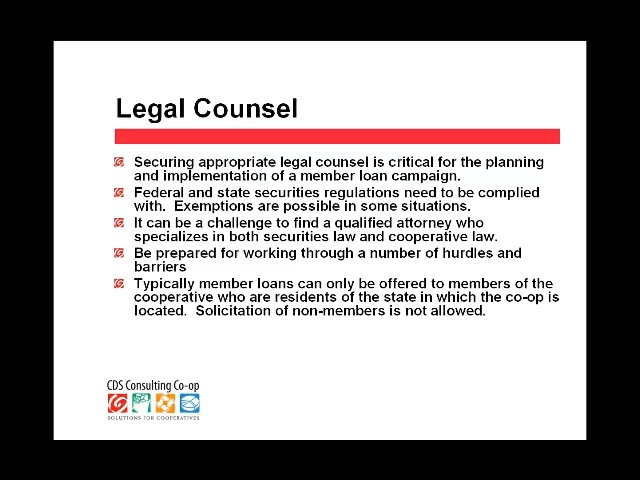 Legal Counsel
Securing appropriate legal counsel is critical for the planning
and implementation of a member loan campaign.
Federal and state securities regulations need to be complied
with.  Exemptions are possible in some situations.
It can be a challenge to find a qualified attorney who
specializes in both securities law and cooperative law.
Be prepared for working through a number of hurdles and
barriers
Typically member loans can only be offered to members of the
cooperative who are residents of the state in which the co-op is
located.  Solicitation of non-members is not allowed.
CDS Consulting Co-op
SOLUTIONS FOR COOPERATIVES